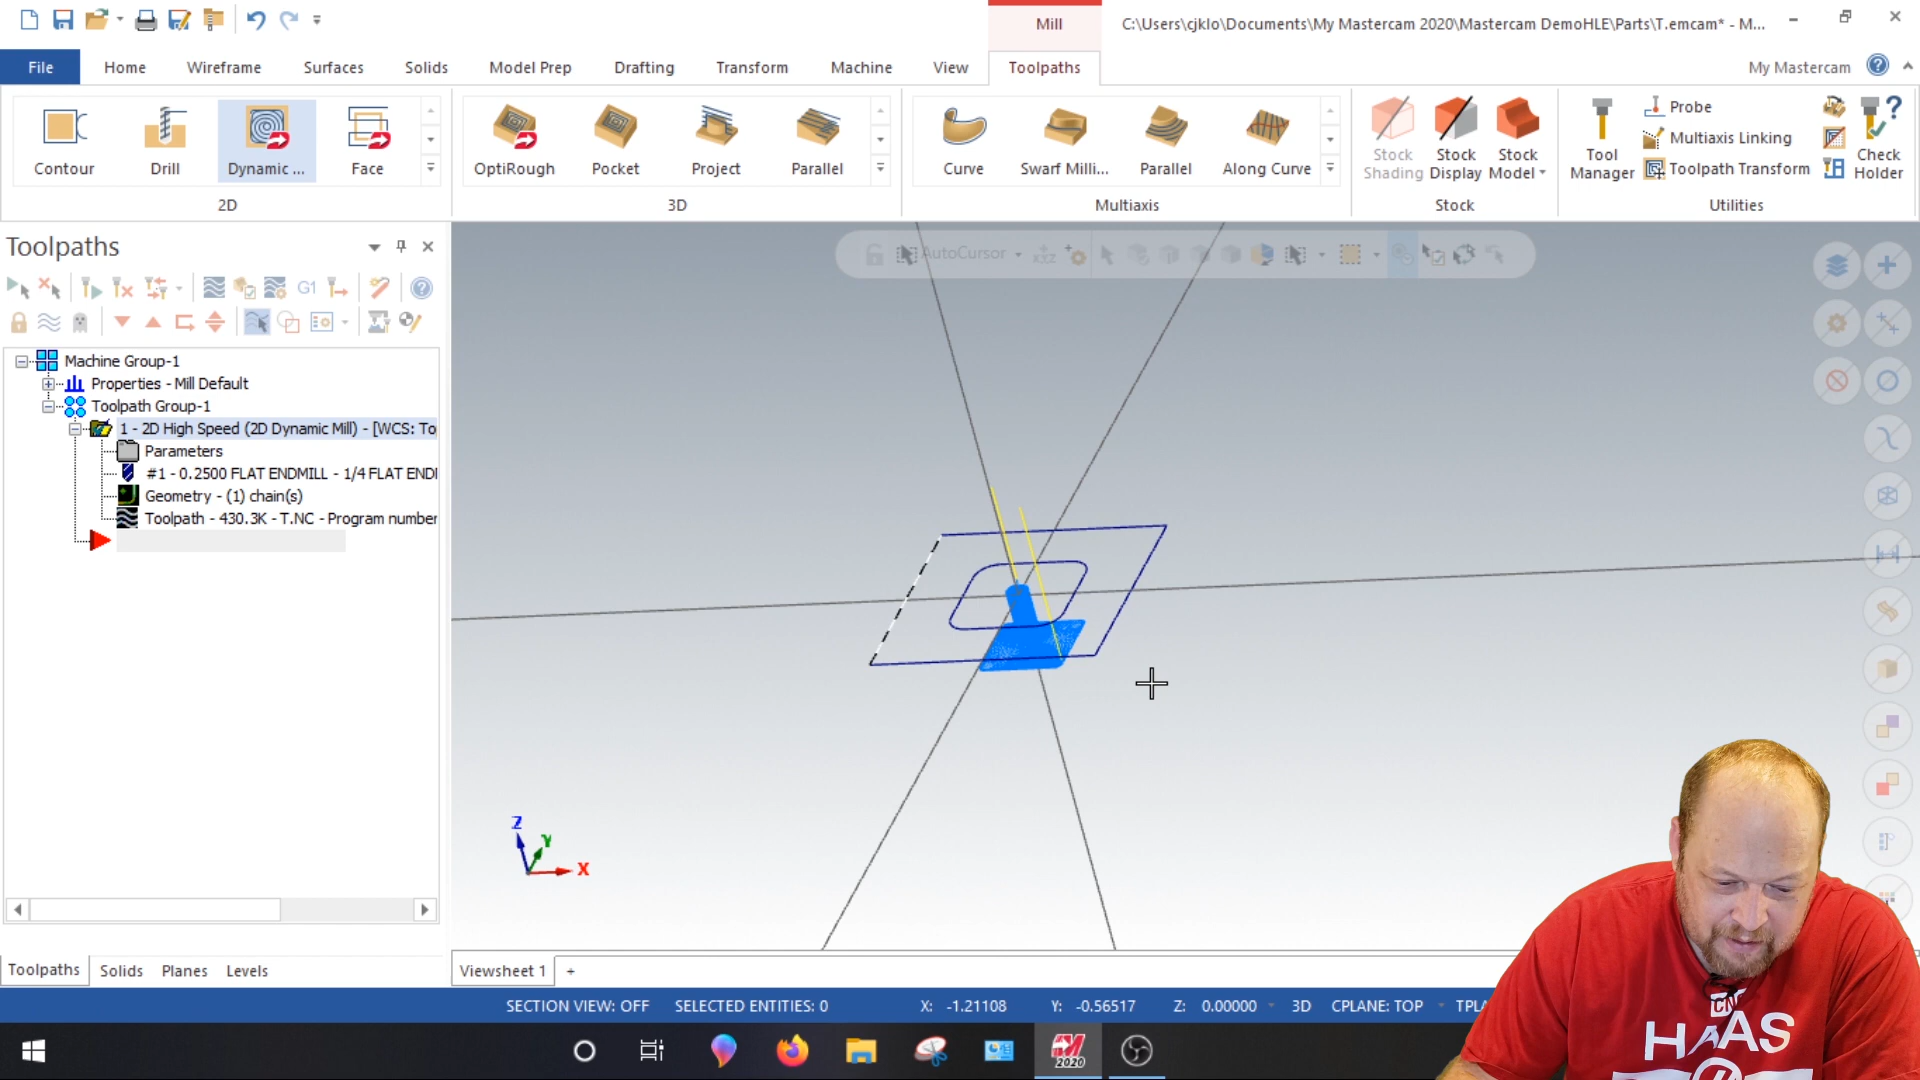 Mill
C:\Users\cjklo\Documents\My Mastercam 2020\Mastercam DemoHLE\Parts\T.emcam* - M...
File
Home
Wireframe
Surfaces
Solids
Model Prep
Drafting
Transform
Machine
View
Toolpaths
My Mastercam
Contour
Drill
Dynamic ...
Face
2D
OptiRough
Pocket
Project
Parallel
3D
Curve
Swarf Milli...
Parallel
Along Curve
Multiaxis
Stock Shading
Stock Display
Stock Model
Stock
Tool Manager
Probe
Multiaxis Linking
Toolpath Transform
Check Holder
Utilities
Toolpaths
G1
AutoCursor
Machine Group-1
Properties - Mill Default
Toolpath Group-1
1 - 2D High Speed (2D Dynamic Mill) - [WCS: To
Parameters
#1 - 0.2500 FLAT ENDMILL - 1/4 FLAT END
Geometry - (1) chain(s)
Toolpath - 430.3K - T.NC - Program number
Z
Y
X
Toolpaths
Solids
Planes
Levels
Viewsheet 1
+
SECTION VIEW: OFF
SELECTED ENTITIES: 0
X: -1.21108
Y: -0.56517
Z: 0.00000
3D
CPLANE: TOP
TPLA
2020
HAAS